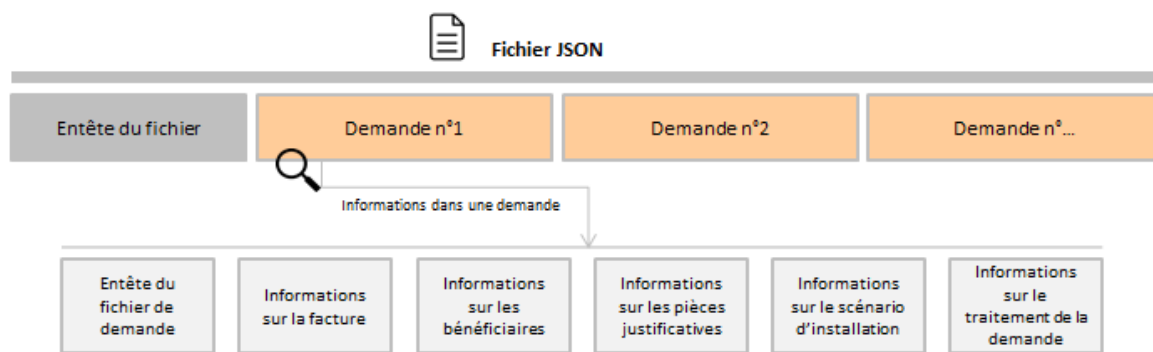 Fichier JSON
Entête du fichier
Demande n°1
Demande n°2
Demande n°...
Informations dans une demande
Entête du
fichier de
demande
Informations
sur la facture
Informations
sur les
bénéficiaires
Informations
sur les pièces
justificatives
Informations
sur le scénario
d'installation
Informations
sur le
traitement de la
demande